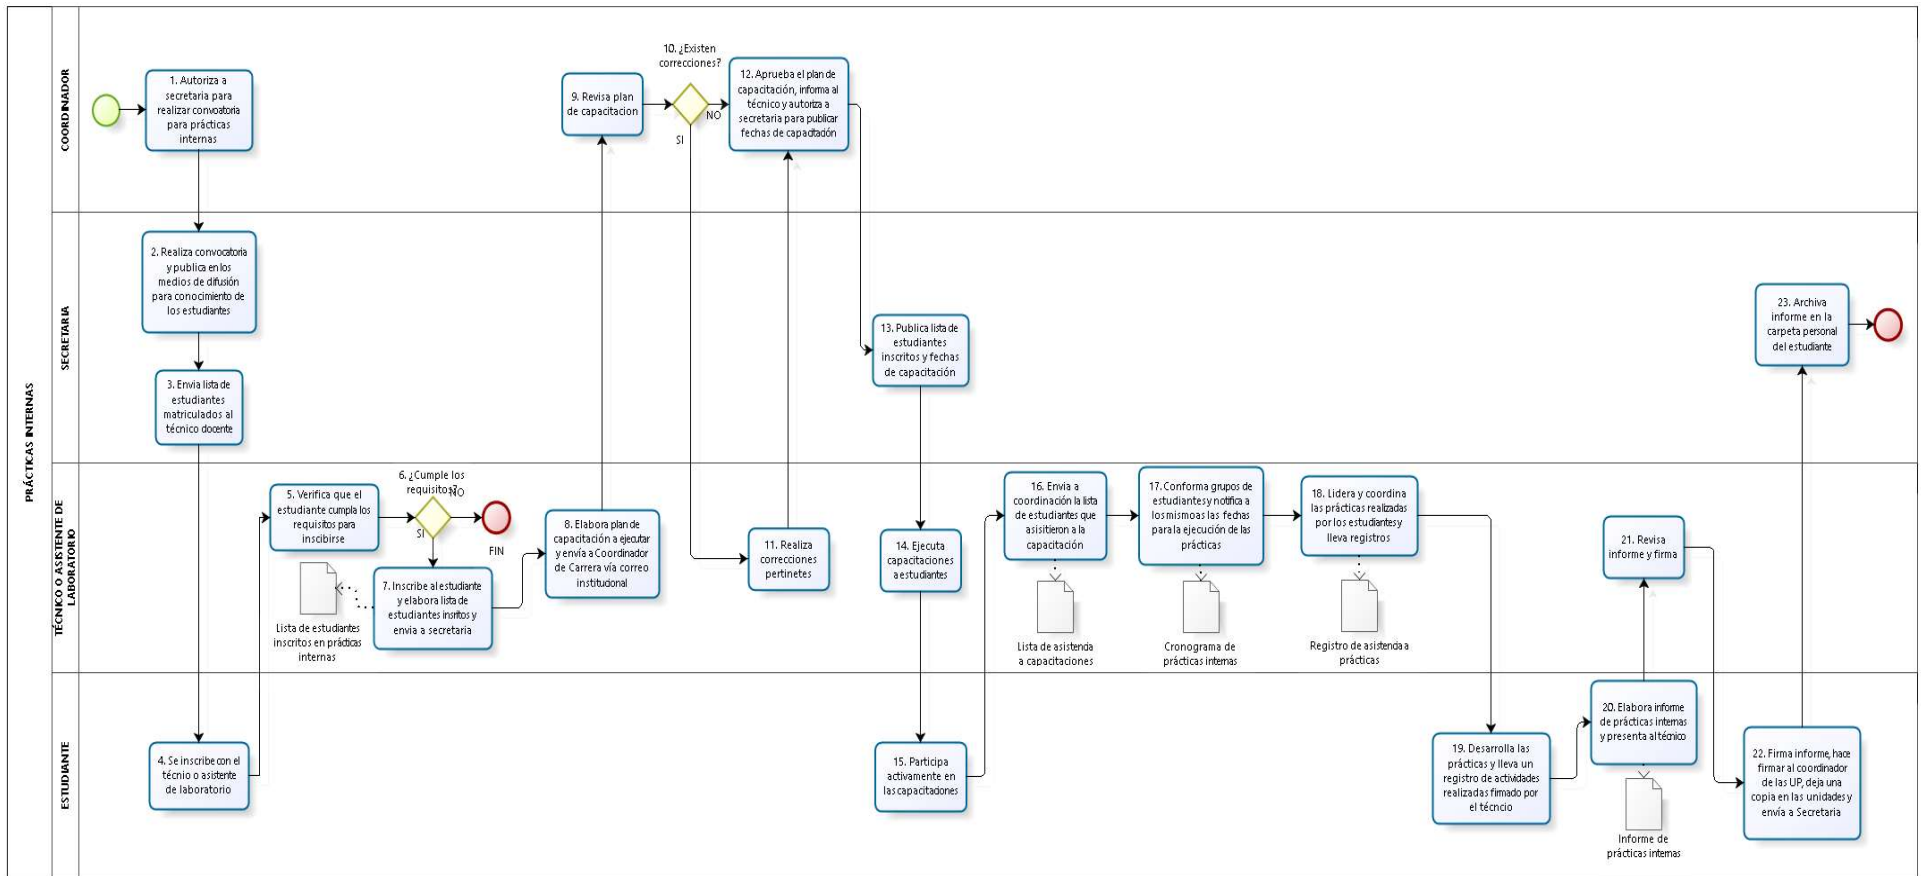 PRÁCTICAS INTERNAS
COORDINADOR
1. Autoriza a
secretaria para
realizar convocatoria
para prácticas
internas
9. Revisa plan
de capacitacion
10. ¿Existen
correcciones?
NO
SI
12. Aprueba el plan de
capacitación, informa al
técnico y autoriza a
secretaria para publicar
fechas de capacitación
SECRETARIA
2. Realiza convocatoria
y publica en los
medios de difusión
para conocimiento de
los estudiantes
3. Envia lista de
estudiantes
matriculados al
técnico docente
13. Publica lista de
estudiantes
inscritos y fechas
de capacitación
23. Archiva
informe en la
carpeta personal
del estudiante
TÉCNICO O ASISTENTE DE
LABORATORIO
5. Verifica que el
estudiante cumpla los
requisitos para
inscibirse
6. ¿Cumple los
requisitos?
NO
SI
FIN
7. Inscribe al estudiante
y elabora lista de
estudiantes insritos y
envia a secretaria
Lista de estudiantes
inscritos en prácticas
internas
8. Elabora plan de
capacitación a ejecutar
y envía a Coordinador
de Carrera vía correo
institucional
11. Realiza
correcciones
pertinetes
14. Ejecuta
capacitaciones
a estudiantes
16. Envia a
coordinación la lista
de estudiantes que
asisitieron a la
capacitación
Lista de asistencia
a capacitaciones
17. Conforma grupos de
estudiantes y notifica a
los mismo as las fechas
para la ejecución de las
prácticas
Cronograma de
prácticas internas
18. Lidera y coordina
las prácticas realizadas
por los estudiantes y
lleva registros
Registro de asistencia a
prácticas
21. Revisa
informe y firma
ESTUDIANTE
4. Se inscribe con el
técnio o asistente
de laboratorio
15. Participa
activamente en
las capacitaciones
19. Desarrolla las
prácticas y lleva un
registro de actividades
realizadas firmado por
el técncio
20. Elabora informe
de prácticas internas
y presenta al técnico
Informe de
prácticas internas
22. Firma informe, hace
firmar al coordinador
de las UP, deja una
copia en las unidades y
envía a Secretaria